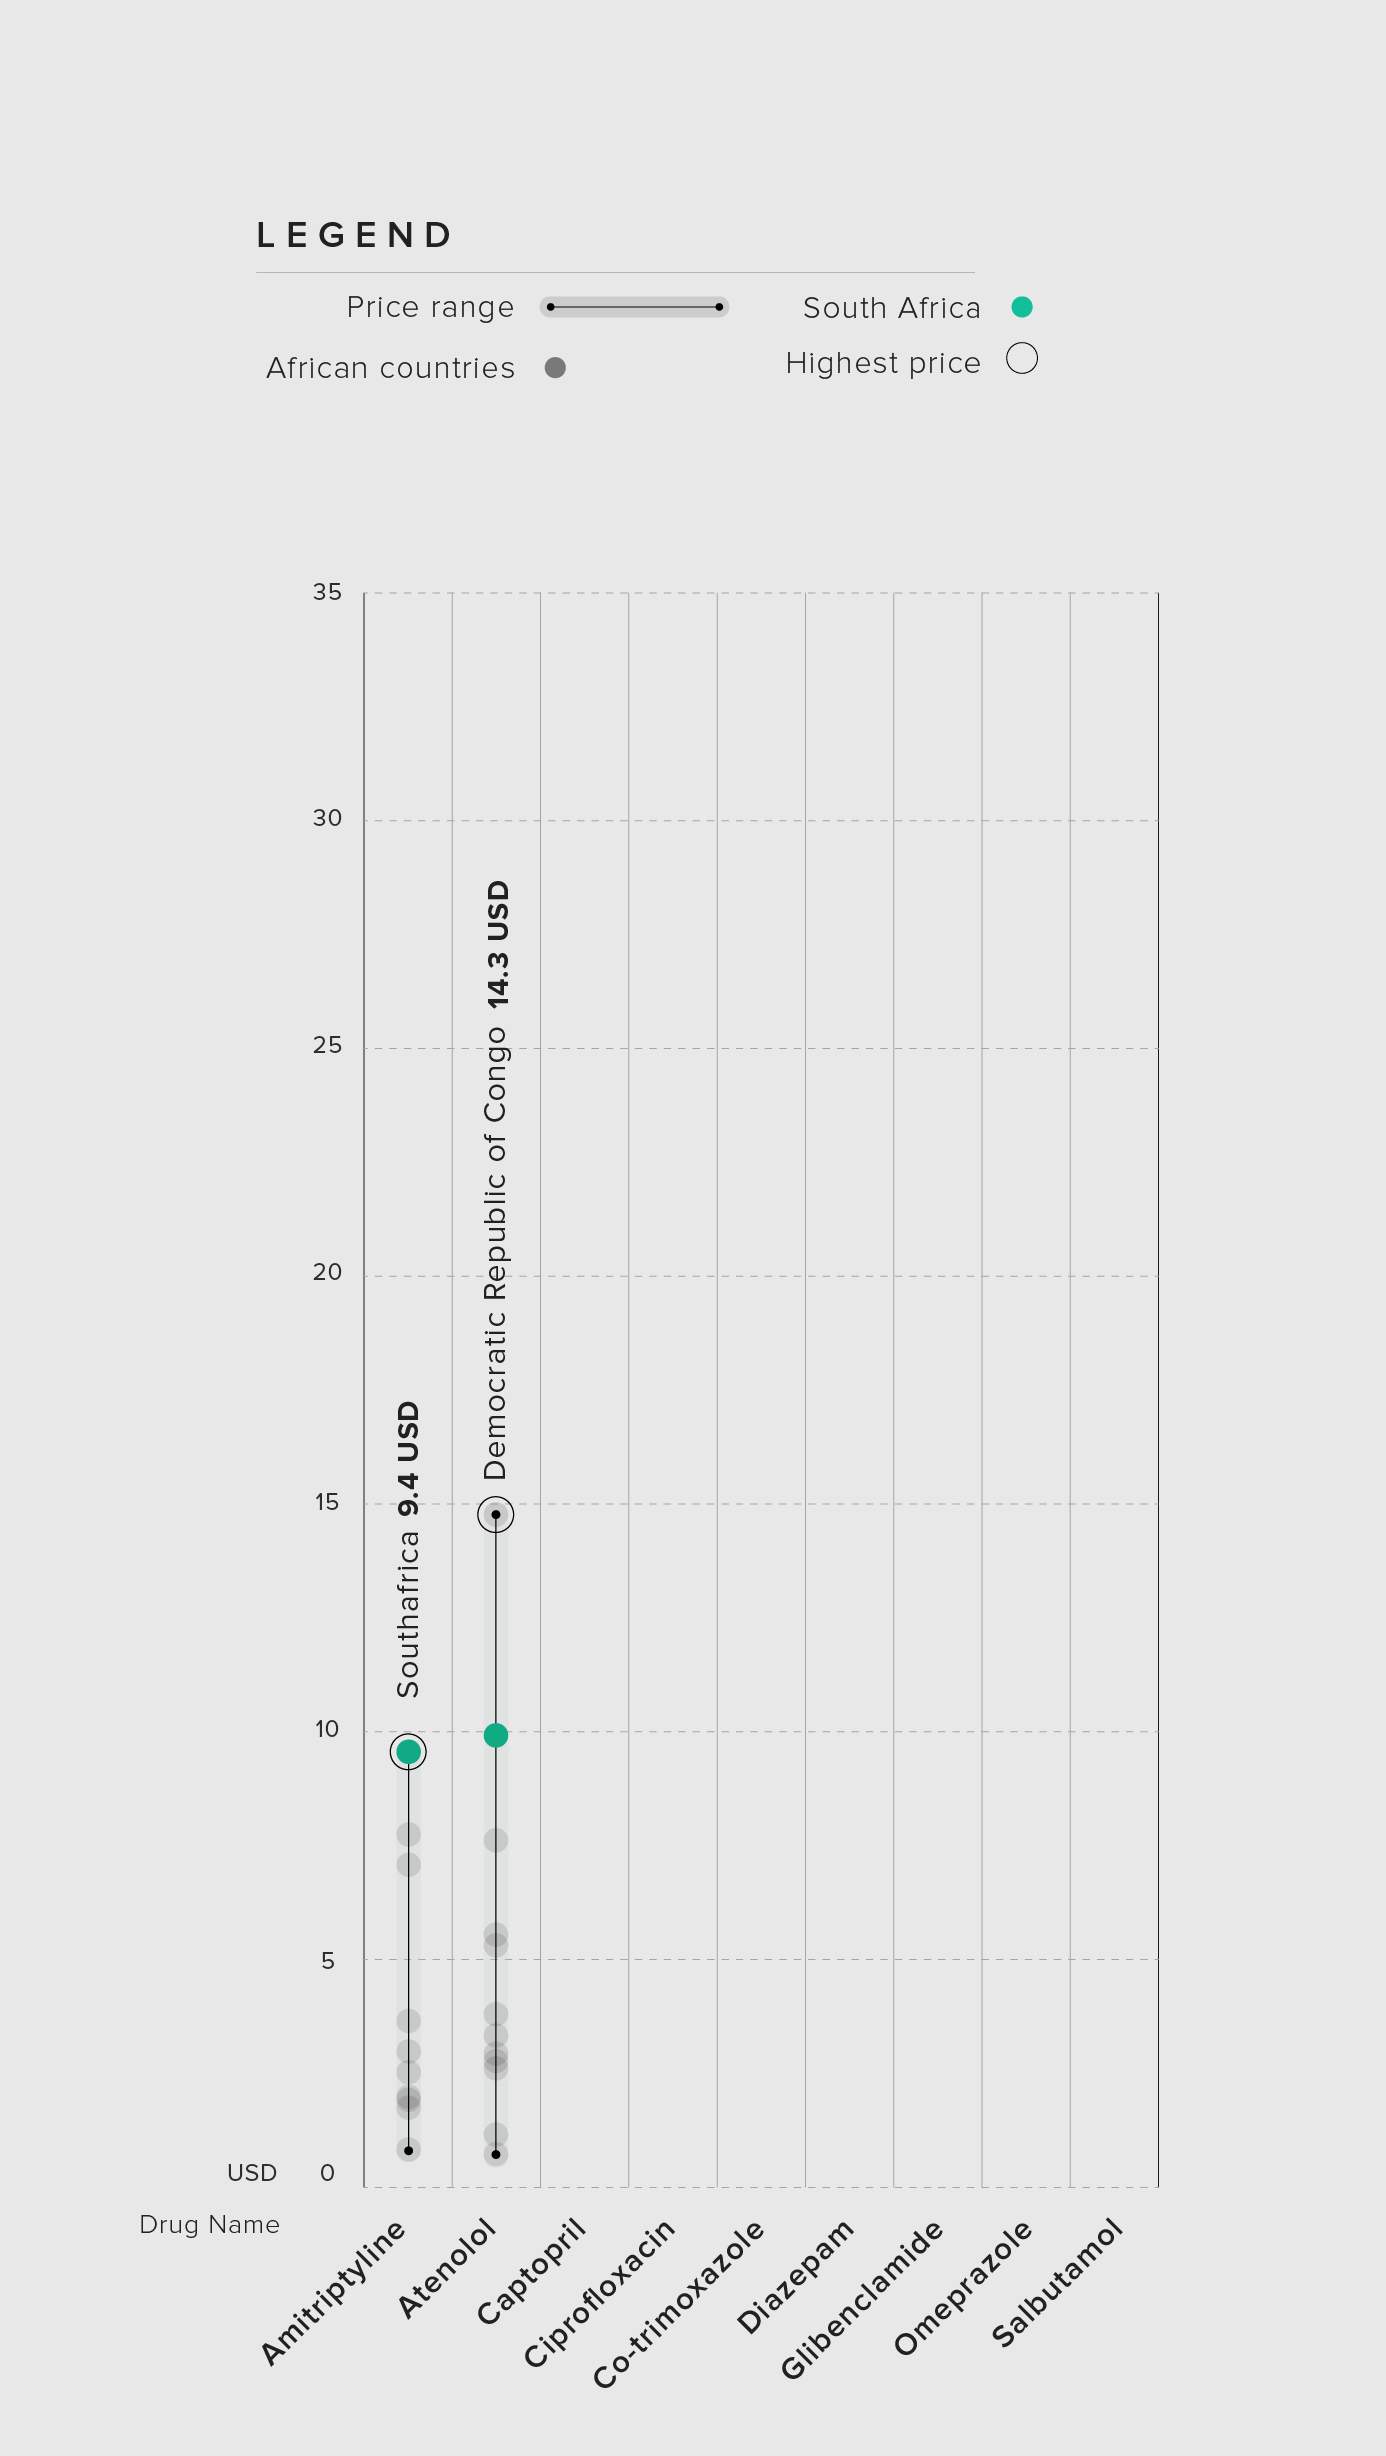 LEGEND
Price range
South Africa
African countries
Highest price
35
30
25
20
15
10
5
USD 0
Southafrica 9.4 USD
Democratic Republic of Congo 14.3 USD
Drug Name
Amitriptyline
Atenolol
Captopril
Ciprofloxacin
Co-trimoxazole
Diazepam
Glibenclamide
Omeprazole
Salbutamol